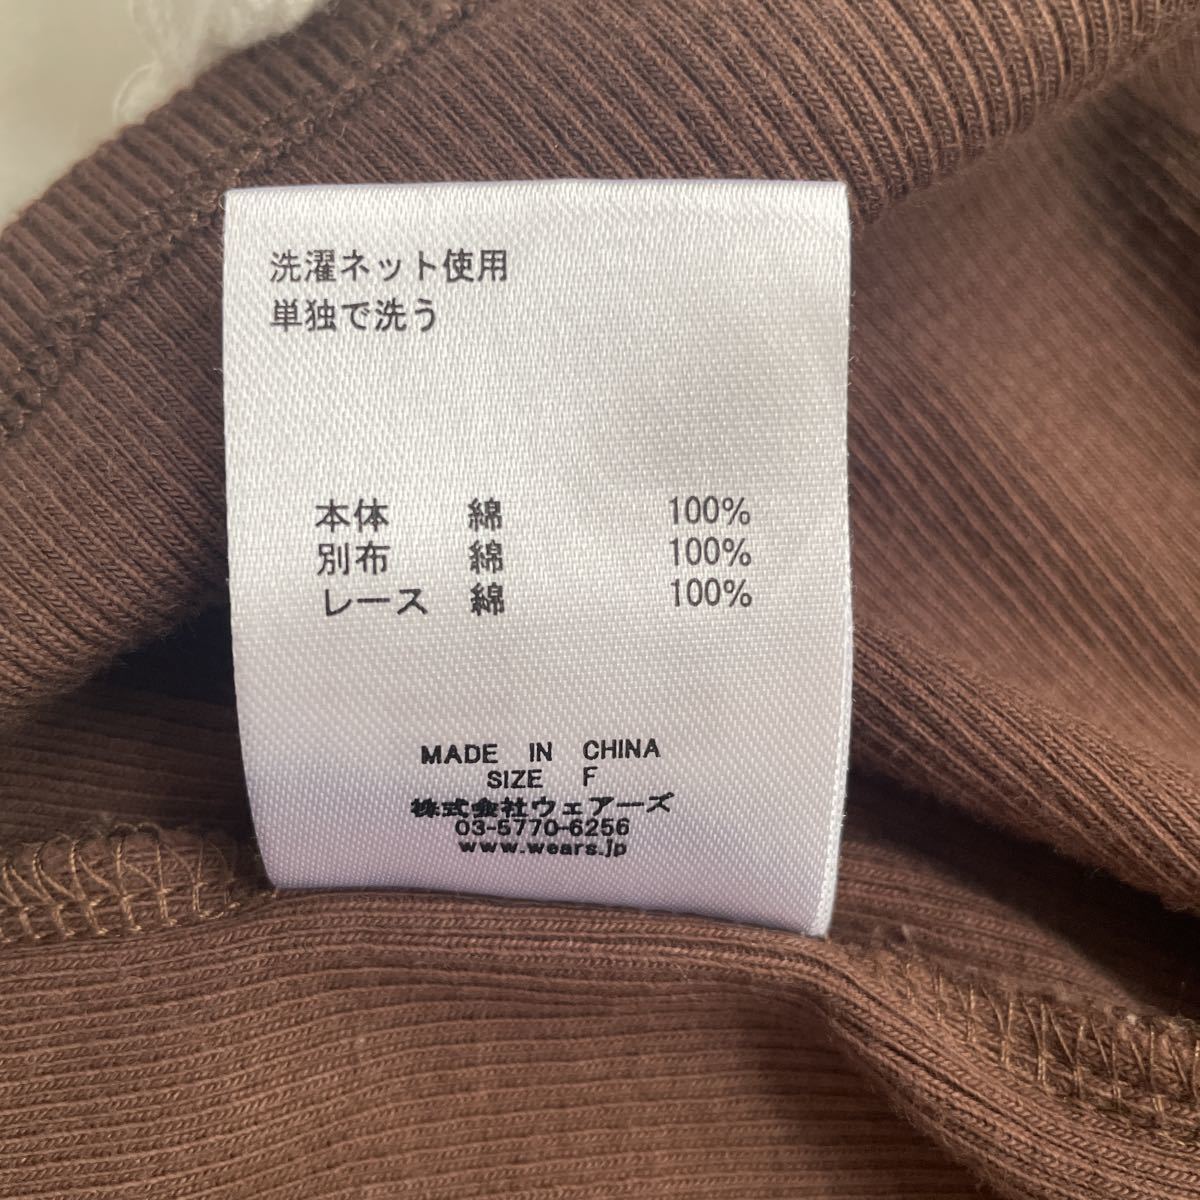 洗濯ネット使用
単独で洗う
本体 綿 100%
別布 綿 100%
レース 綿 100%
MADE IN CHINA
SIZE F
株式会社ウェアーズ
03-5770-6256
www.wears.jp